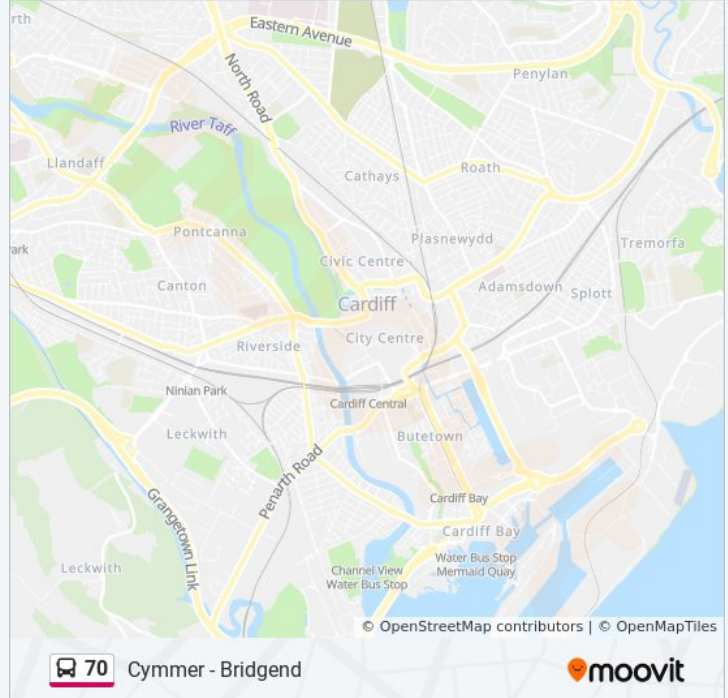 rth
Eastern Avenue
North Road
Penylan
River Taff
Llandaff
Cathays
Roath
Pontcanna
Plasnewydd
ark
Civic Centre
Tremorfa
Canton
Adamsdown
Splott
Cardiff
City Centre
Riverside
Ninian Park
Cardiff Central
Leckwith
Butetown
Penarth Road
Grangetown Link
Cardiff Bay
Cardiff Bay
Water Bus Stop
Mermaid Quay
Leckwith
Channel View
Water Bus Stop
© OpenStreetMap contributors | © OpenMapTiles
70 Cymmer - Bridgend
moovit